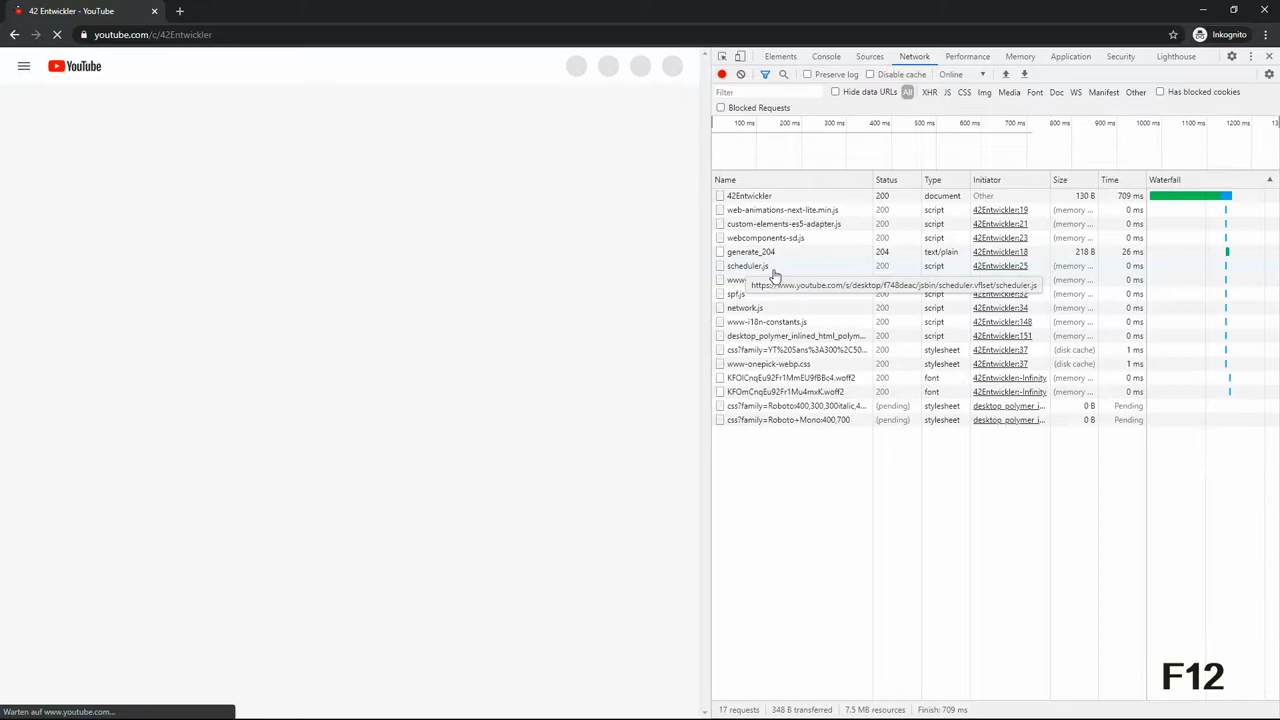 42 Entwickler - YouTube
youtube.com/c/42Entwickler
Inkognito
YouTube
Elements Console Sources Network Performance Memory Application Security Lighthouse
Preserve log Disable cache Online
Filter Hide data URLs All XHR JS CSS Img Media Font Doc WS Manifest Other Has blocked cookies
Blocked Requests
100 ms 200 ms 300 ms 400 ms 500 ms 600 ms 700 ms 800 ms 900 ms 1000 ms 1100 ms 1200 ms 13
Name Status Type Initiator Size Time Waterfall
42Entwickler 200 document Other 130 B 709 ms
web-animations-next-lite.min.js 200 script 42Entwickler:19 (memory ... 0 ms
custom-elements-es5-adapter.js 200 script 42Entwickler:21 (memory ... 0 ms
webcomponents-sd.js 200 script 42Entwickler:23 (memory ... 0 ms
generate_204 204 text/plain 42Entwickler:18 218 B 26 ms
scheduler.js 200 script 42Entwickler:25 (memory ... 0 ms
www- (memory ... 0 ms
https://www.youtube.com/s/desktop/f748deac/jsbin/scheduler.vflset/scheduler.js
spf.js 200 script 42Entwickler:32 (memory ... 0 ms
network.js 200 script 42Entwickler:34 (memory ... 0 ms
www-i18n-constants.js 200 script 42Entwickler:148 (memory ... 0 ms
desktop_polymer_inlined_html_polym... 200 script 42Entwickler:151 (memory ... 0 ms
css?family=YT%20Sans%3A300%2C50... 200 stylesheet 42Entwickler:37 (disk cache) 1 ms
www-onepick-webp.css 200 stylesheet 42Entwickler:37 (disk cache) 1 ms
KFOlCnqEu92Fr1MmEU9fBBc4.woff2 200 font 42Entwickler:-Infinity (memory ... 0 ms
KFOmCnqEu92Fr1Mu4mxK.woff2 200 font 42Entwickler:-Infinity (memory ... 0 ms
css?family=Roboto:400,300,300italic,4... (pending) stylesheet desktop_polymer_i... 0 B Pending
css?family=Roboto+Mono:400,700 (pending) stylesheet desktop_polymer_i... 0 B Pending
F12
Warten auf www.youtube.com...
17 requests 348 B transferred 7.5 MB resources Finish: 709 ms